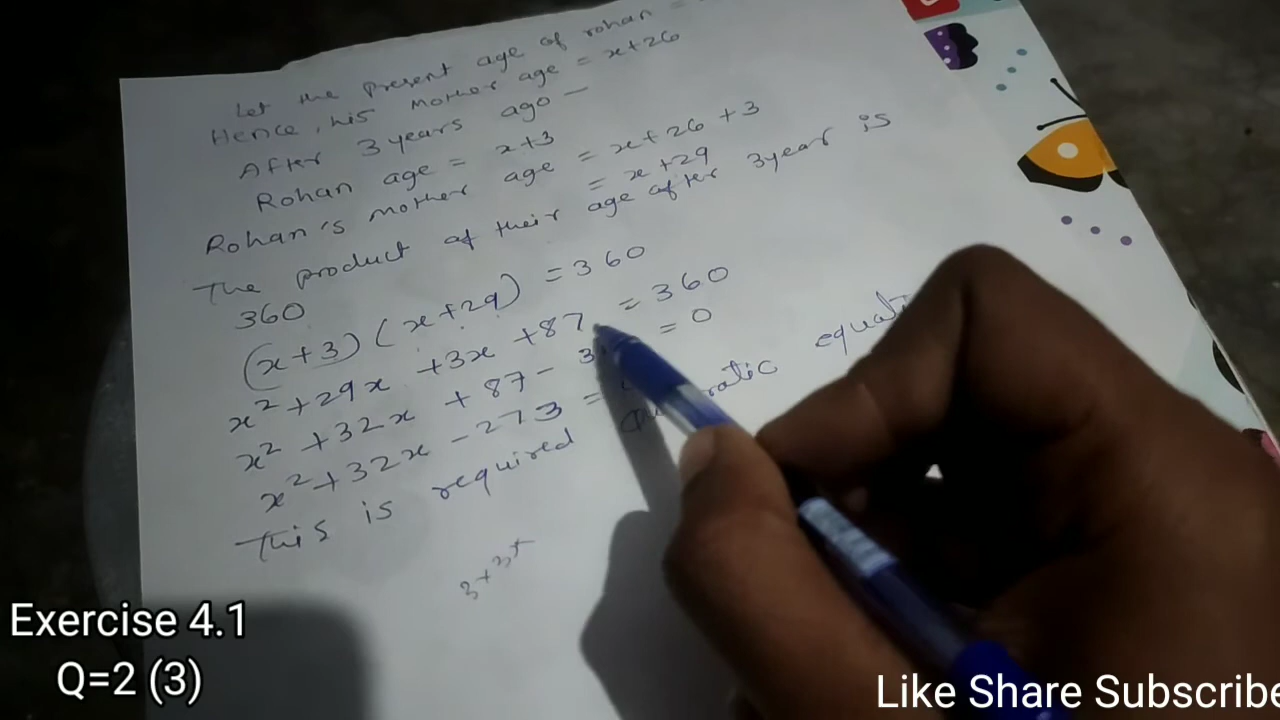 Let the present age of rohan =
Hence, his mother age = x+26
After 3 years ago —
Rohan age = x+3
Rohan's mother age = x+26+3
= x+29
The product of their age after 3year is
360
(x+3) (x+29) = 360
x²+29x +3x +87 = 360
x² +32x +87- = 0
x²+32x -273 =
This is required
Exercise 4.1
Q=2 (3)
Like Share Subscribe